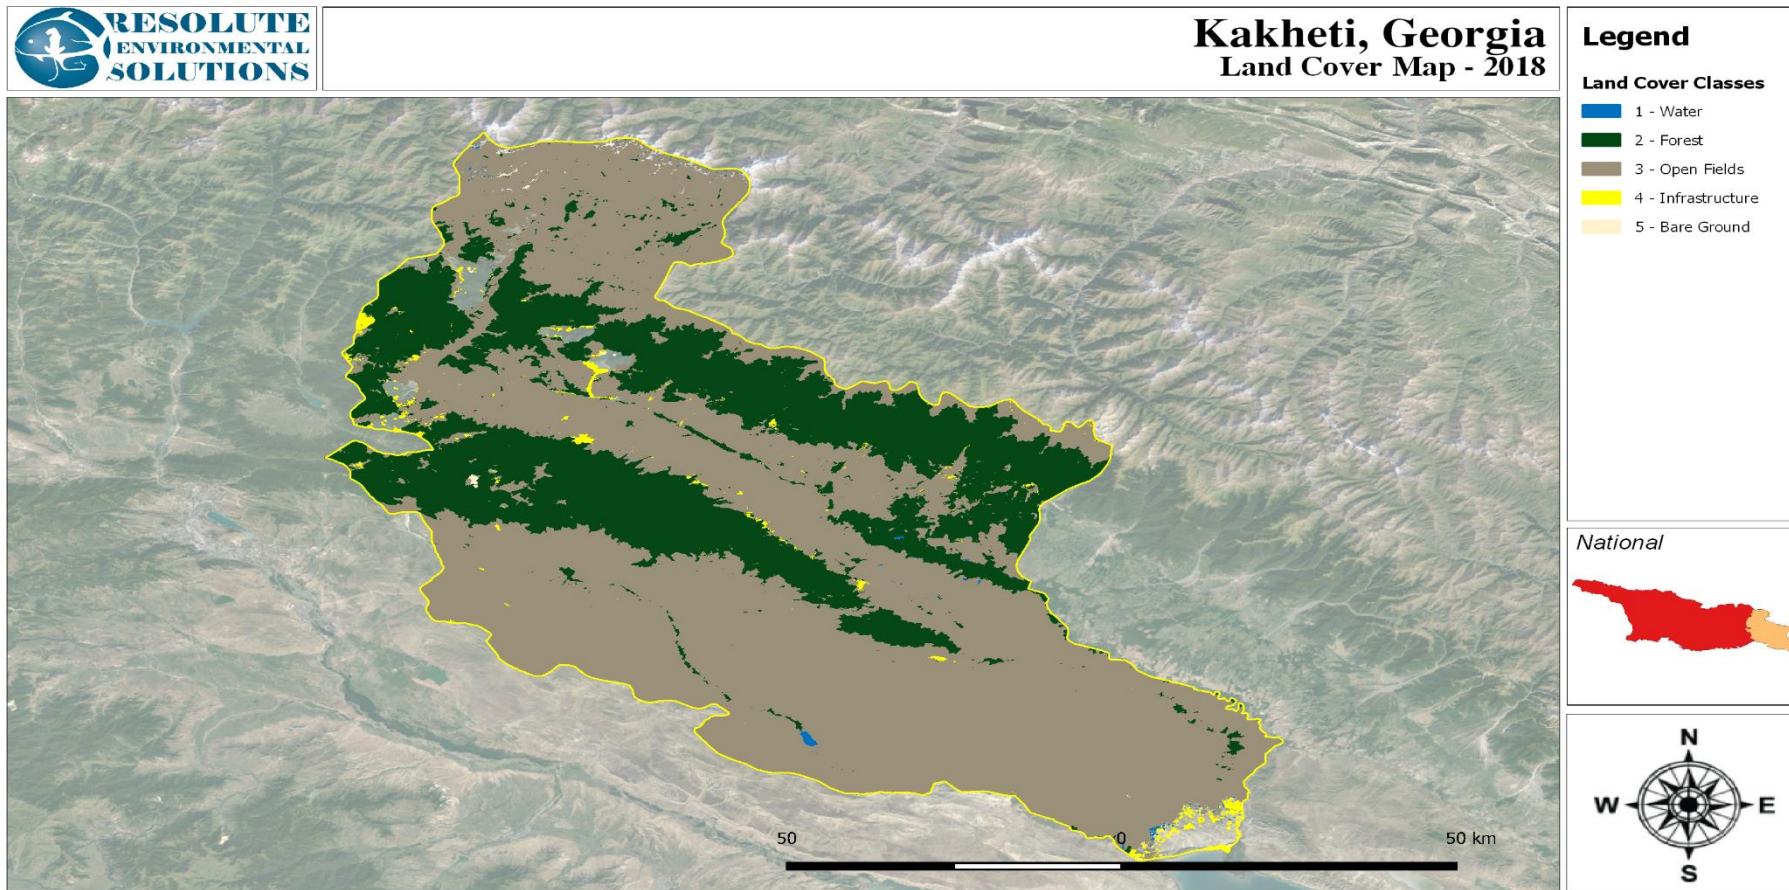 RESOLUTE
ENVIRONMENTAL
SOLUTIONS
Kakheti, Georgia
Land Cover Map - 2018
Legend
Land Cover Classes
1 - Water
2 - Forest
3 - Open Fields
4 - Infrastructure
5 - Bare Ground
National
N
W
E
S
50
0
50 km